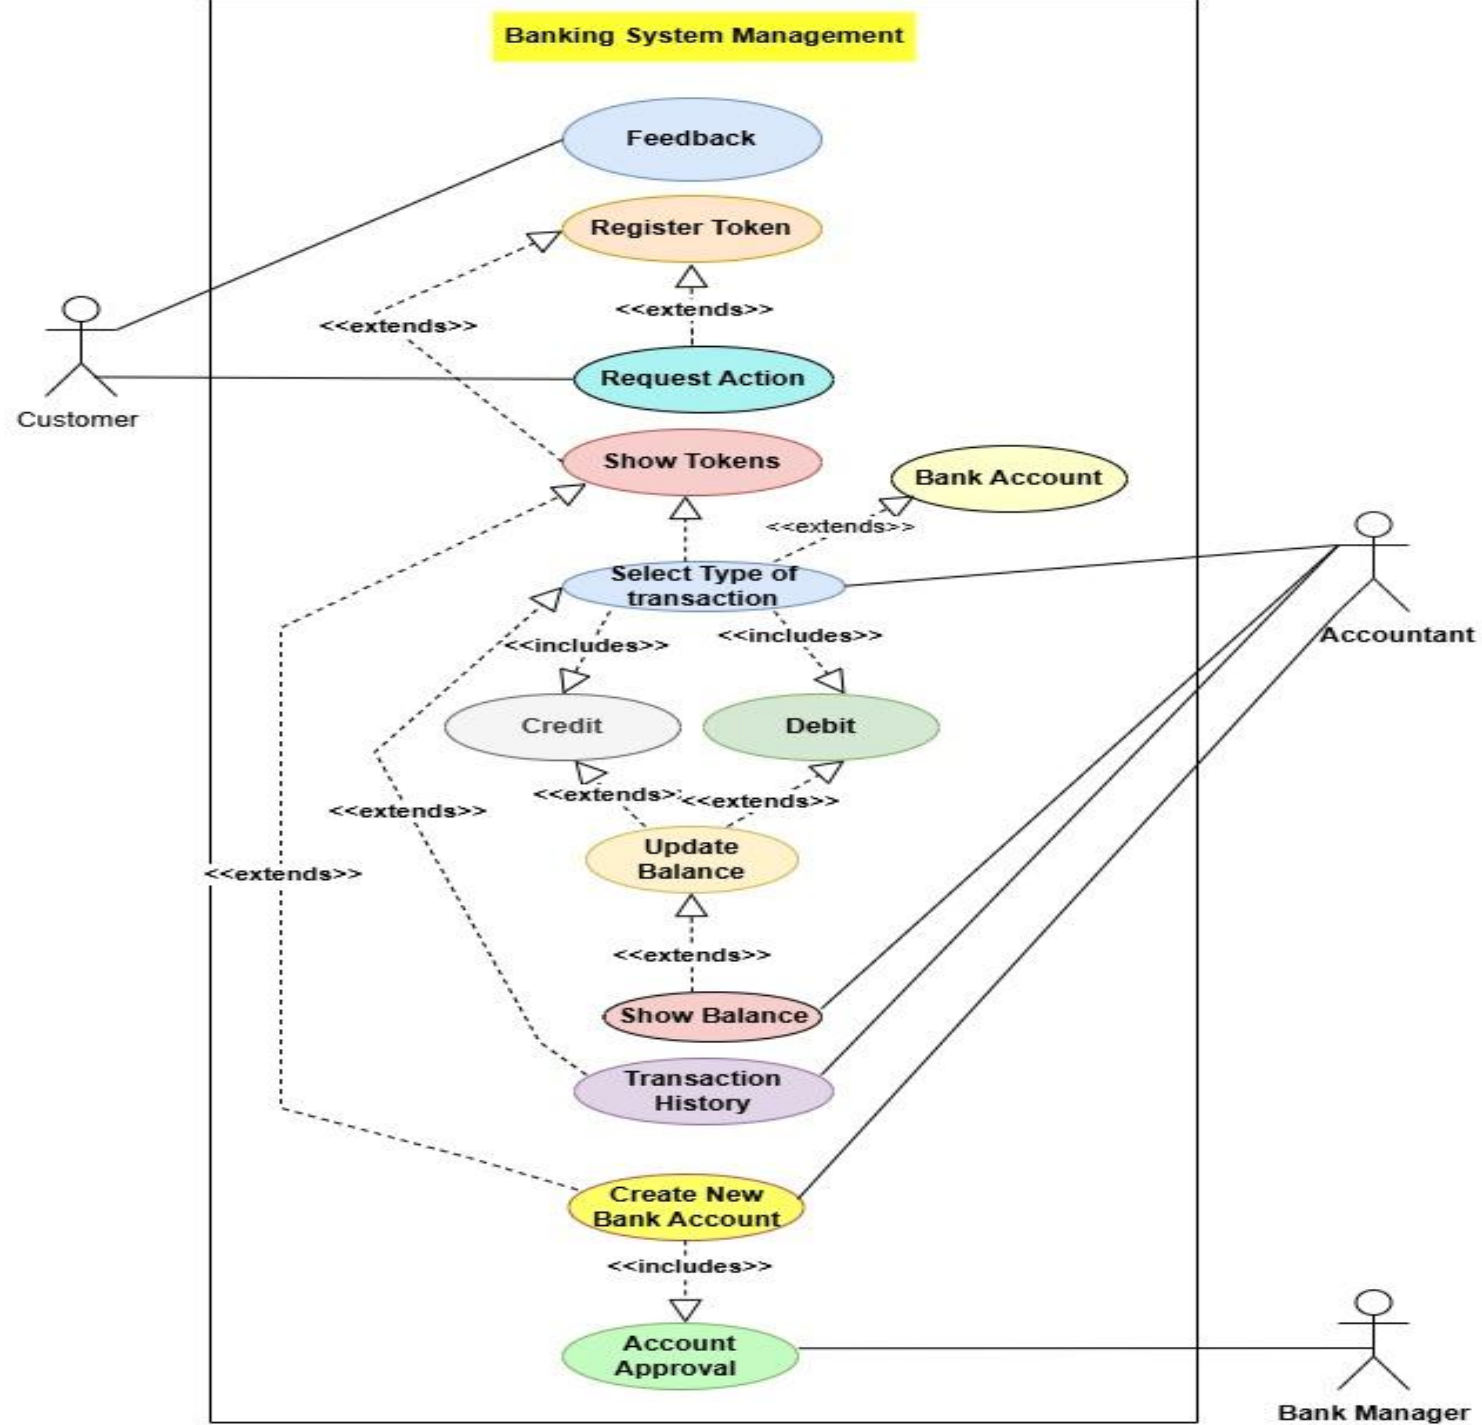 Banking System Management
Feedback
Register Token
<<extends>>
<<extends>>
Request Action
Customer
Show Tokens
Bank Account
<<extends>>
Select Type of
transaction
<<includes>>
<<includes>>
Accountant
Credit
Debit
<<extends>
<<extends>>
<<extends>>
Update
Balance
<<extends>>
<<extends>>
Show Balance
Transaction
History
Create New
Bank Account
<<includes>>
Account
Approval
Bank Manager